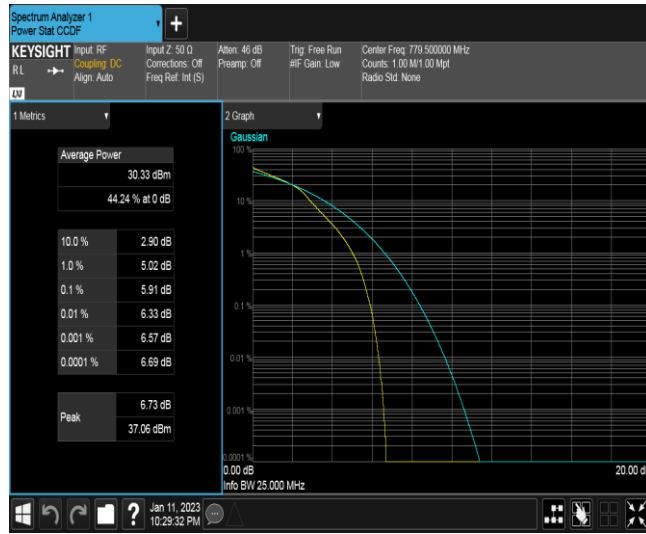 Spectrum Analyzer 1
Power Stat CCDF
+
KEYSIGHT
RL
LXI
Input: RF
Coupling: DC
Align: Auto
Input Z: 50 Ω
Corrections: Off
Freq Ref: Int (S)
Atten: 46 dB
Preamp: Off
Trig: Free Run
#IF Gain: Low
Center Freq: 779.500000 MHz
Counts: 1.00 M/1.00 Mpt
Radio Std: None
1 Metrics
Average Power
30.33 dBm
44.24 % at 0 dB
10.0 % 2.90 dB
1.0 % 5.02 dB
0.1 % 5.91 dB
0.01 % 6.33 dB
0.001 % 6.57 dB
0.0001 % 6.69 dB
Peak
6.73 dB
37.06 dBm
2 Graph
Gaussian
100 %
10 %
1 %
0.1 %
0.01 %
0.001 %
0.0001 %
0.00 dB 20.00 d
Info BW 25.000 MHz
?
Jan 11, 2023
10:29:32 PM